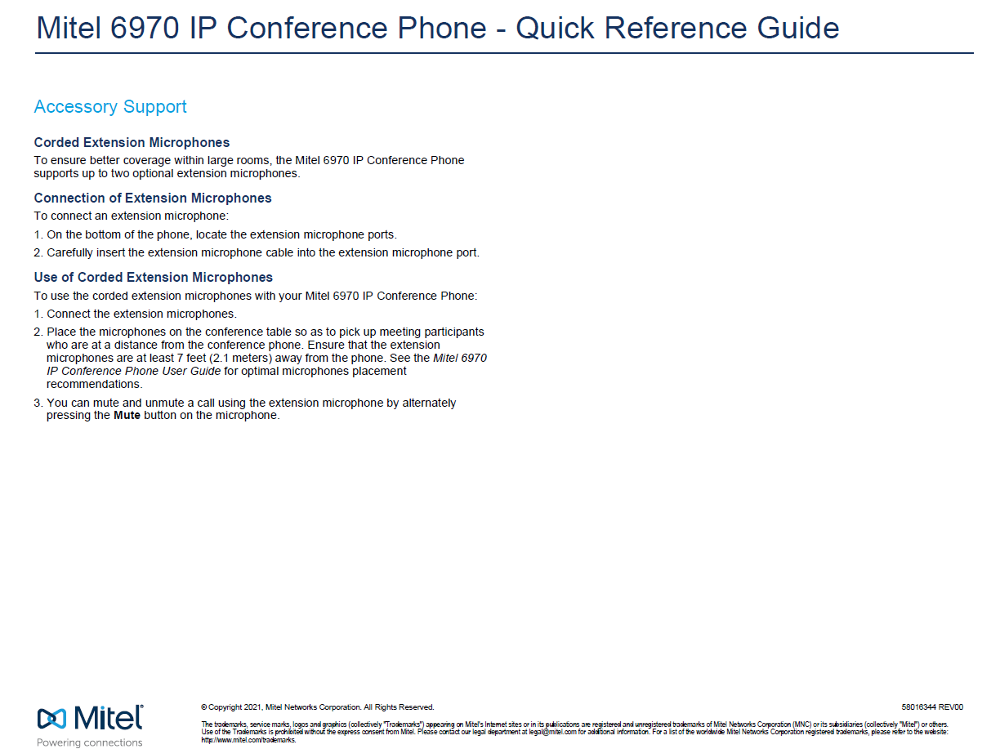 Mitel 6970 IP Conference Phone - Quick Reference Guide
Accessory Support
Corded Extension Microphones
To ensure better coverage within large rooms, the Mitel 6970 IP Conference Phone
supports up to two optional extension microphones.
Connection of Extension Microphones
To connect an extension microphone:
1. On the bottom of the phone, locate the extension microphone ports.
2. Carefully insert the extension microphone cable into the extension microphone port.
Use of Corded Extension Microphones
To use the corded extension microphones with your Mitel 6970 IP Conference Phone:
1. Connect the extension microphones.
2. Place the microphones on the conference table so as to pick up meeting participants
who are at a distance from the conference phone. Ensure that the extension
microphones are at least 7 feet (2.1 meters) away from the phone. See the Mitel 6970
IP Conference Phone User Guide for optimal microphones placement
recommendations.
3. You can mute and unmute a call using the extension microphone by alternately
pressing the Mute button on the microphone.
Mitel®
Powering connections
© Copyright 2021, Mitel Networks Corporation. All Rights Reserved.
58016344 REV00
The trademarks, service marks, logos and graphics (collectively "Trademarks") appearing on Mitel's Internet sites or in its publications are registered and unregistered trademarks of Mitel Networks Corporation (MNC) or its subsidiaries (collectively "Mitel") or others.
Use of the Trademarks is prohibited without the express consent from Mitel. Please contact our legal department at legal@mitel.com for additional information. For a list of the worldwide Mitel Networks Corporation registered trademarks, please refer to the website:
http://www.mitel.com/trademarks.